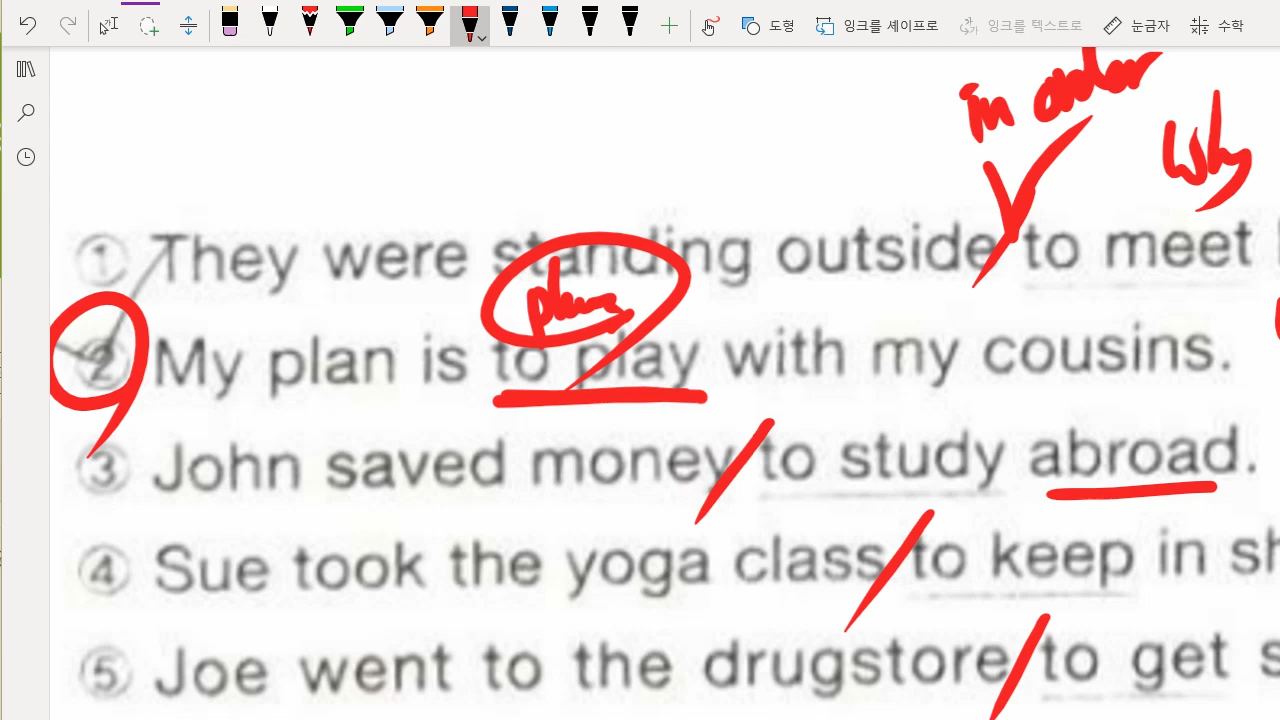 도형 잉크를 셰이프로 잉크를 텍스트로 눈금자 수학
in order
Why
① They were standing outside to meet
plans
② My plan is to play with my cousins.
③ John saved money to study abroad.
④ Sue took the yoga class to keep in sh
⑤ Joe went to the drugstore to get s